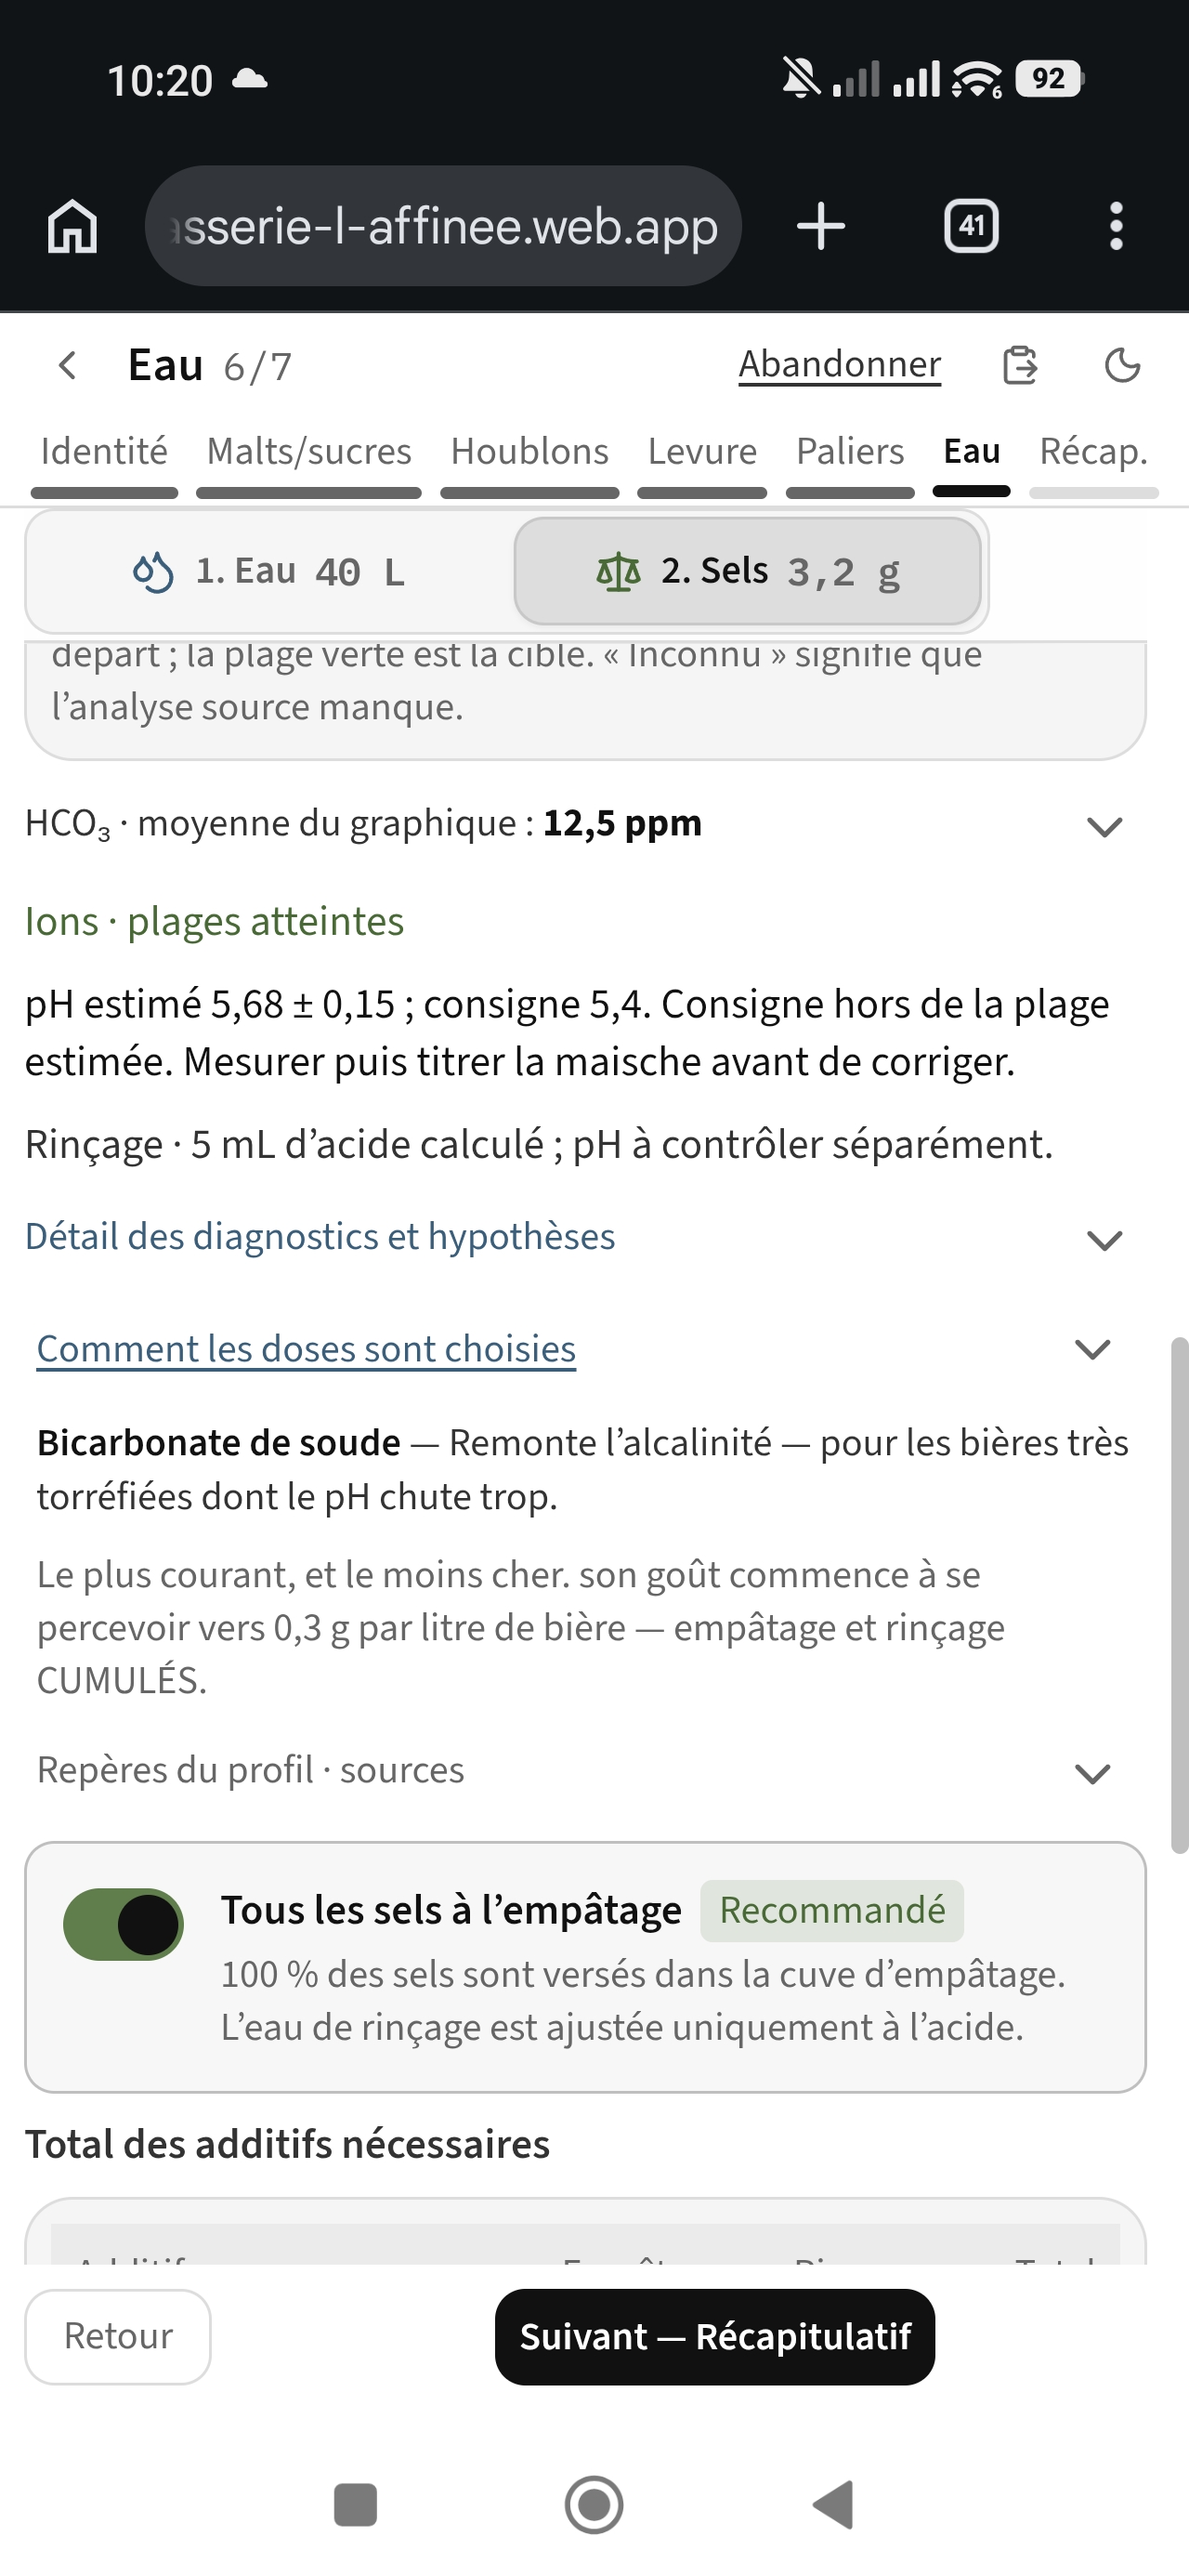 10:20
6
92
asserie-l-affinee.web.app
41
Eau 6/7
Abandonner
Identité Malts/sucres Houblons Levure Paliers Eau Récap.
1. Eau 40 L
2. Sels 3,2 g
départ ; la plage verte est la cible. « Inconnu » signifie que
l’analyse source manque.
HCO₃ · moyenne du graphique : 12,5 ppm
Ions · plages atteintes
pH estimé 5,68 ± 0,15 ; consigne 5,4. Consigne hors de la plage
estimée. Mesurer puis titrer la maische avant de corriger.
Rinçage · 5 mL d’acide calculé ; pH à contrôler séparément.
Détail des diagnostics et hypothèses
Comment les doses sont choisies
Bicarbonate de soude — Remonte l’alcalinité — pour les bières très
torréfiées dont le pH chute trop.
Le plus courant, et le moins cher. son goût commence à se
percevoir vers 0,3 g par litre de bière — empâtage et rinçage
CUMULÉS.
Repères du profil · sources
Tous les sels à l’empâtage Recommandé
100 % des sels sont versés dans la cuve d’empâtage.
L’eau de rinçage est ajustée uniquement à l’acide.
Total des additifs nécessaires
Total
Retour
Suivant — Récapitulatif